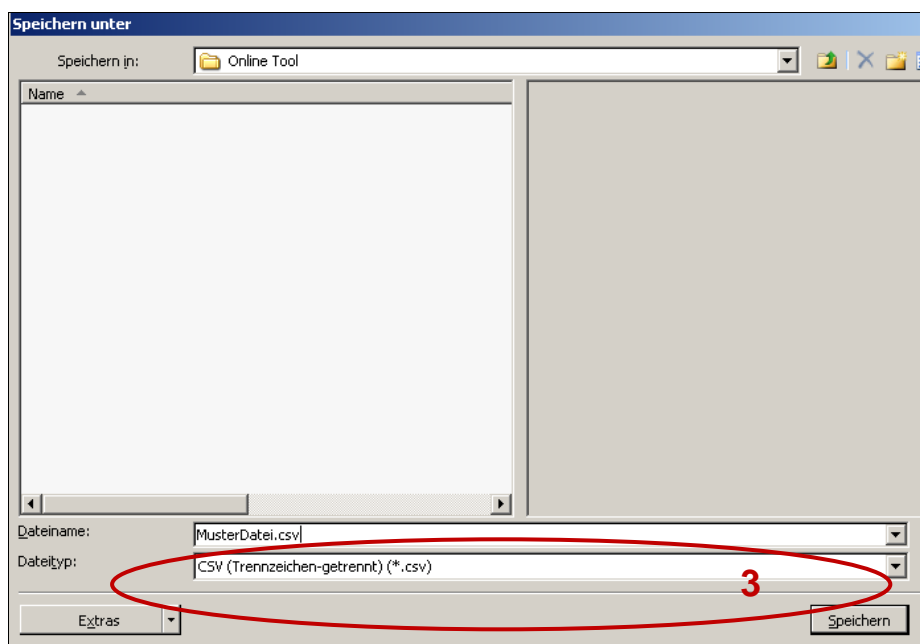 Speichern unter
Speichern in: Online Tool
Name
Dateiname: MusterDatei.csv
Dateityp: CSV (Trennzeichen-getrennt) (*.csv)
3
Extras Speichern